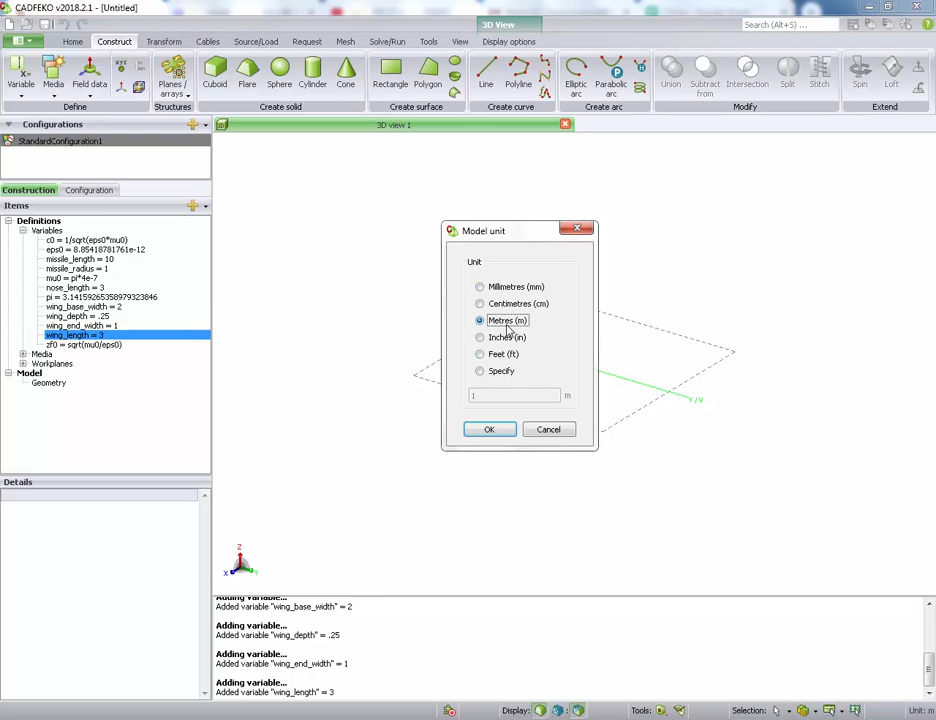 CADFEKO v2018.2.1 - [Untitled]
3D View
Search (Alt+S)
Home Construct Transform Cables Source/Load Request Mesh Solve/Run Tools View Display options
Variable Media Field data Planes / arrays Cuboid Flare Sphere Cylinder Cone Rectangle Polygon Line Polyline Elliptic arc Parabolic arc Union Subtract from Intersection Split Stitch Spin Loft
Define Structures Create solid Create surface Create curve Create arc Modify Extend
Configurations
3D view 1
StandardConfiguration1
Construction Configuration
Items
Definitions
Variables
c0 = 1/sqrt(eps0*mu0)
eps0 = 8.85418781761e-12
missile_length = 10
missile_radius = 1
mu0 = pi*4e-7
nose_length = 3
pi = 3.14159265358979323846
wing_base_width = 2
wing_depth = .25
wing_end_width = 1
wing_length = 3
zf0 = sqrt(mu0/eps0)
Media
Workplanes
Model
Geometry
Details
Model unit
Unit
Millimetres (mm)
Centimetres (cm)
Metres (m)
Inches (in)
Feet (ft)
Specify
1 m
OK Cancel
Y/V
Z
X Y
Adding variable...
Added variable "wing_base_width" = 2
Adding variable...
Added variable "wing_depth" = .25
Adding variable...
Added variable "wing_end_width" = 1
Adding variable...
Added variable "wing_length" = 3
Display: Tools: Selection: Unit: m